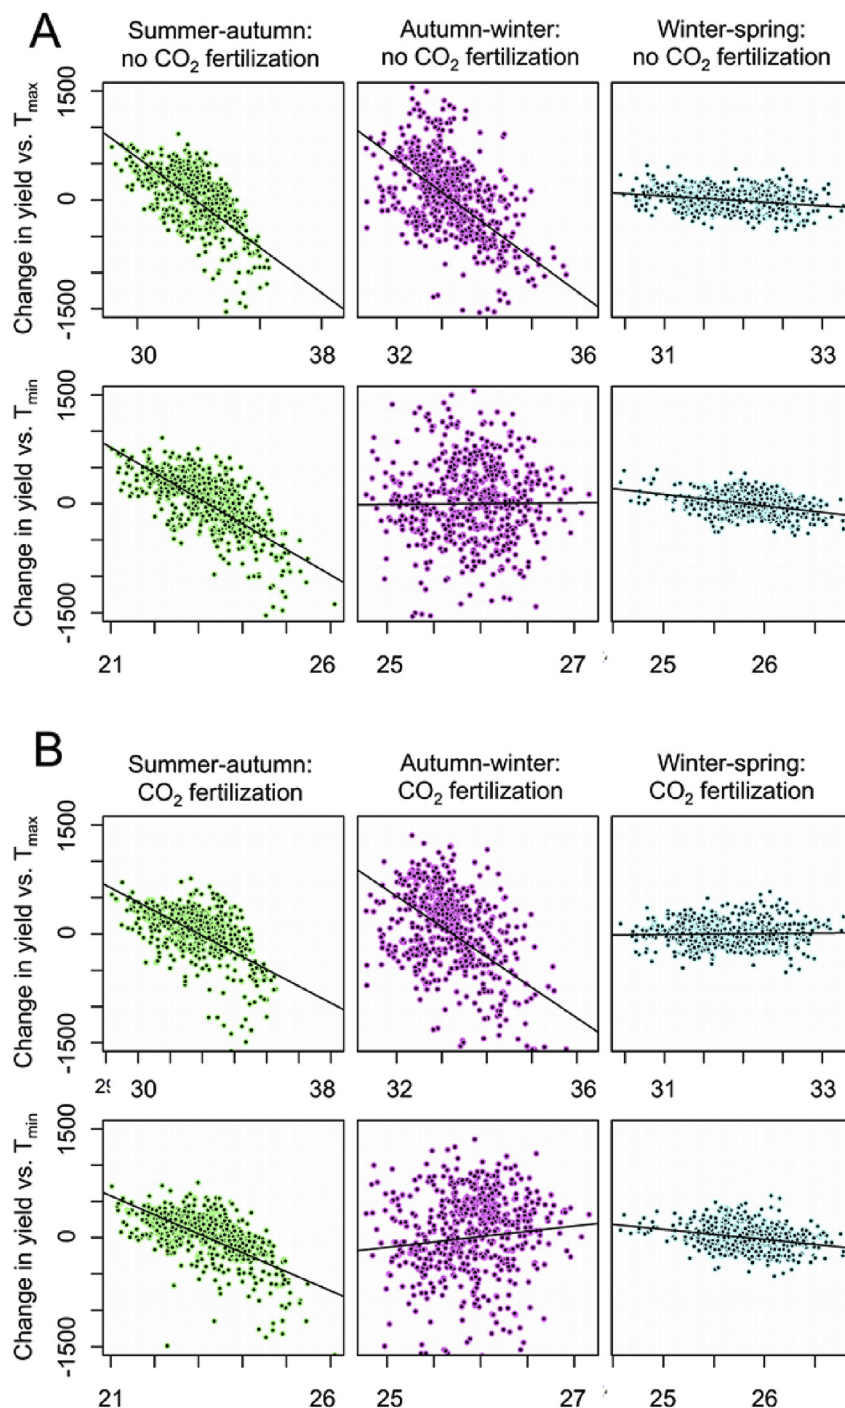 A
Summer-autumn:
no CO₂ fertilization
Autumn-winter:
no CO₂ fertilization
Winter-spring:
no CO₂ fertilization
Change in yield vs. Tmax
1500
0
-1500
30
38
32
36
31
33
Change in yield vs. Tmin
1500
0
-1500
21
26
25
27
25
26
B
Summer-autumn:
CO₂ fertilization
Autumn-winter:
CO₂ fertilization
Winter-spring:
CO₂ fertilization
Change in yield vs. Tmax
1500
0
-1500
30
38
32
36
31
33
Change in yield vs. Tmin
1500
0
-1500
21
26
25
27
25
26